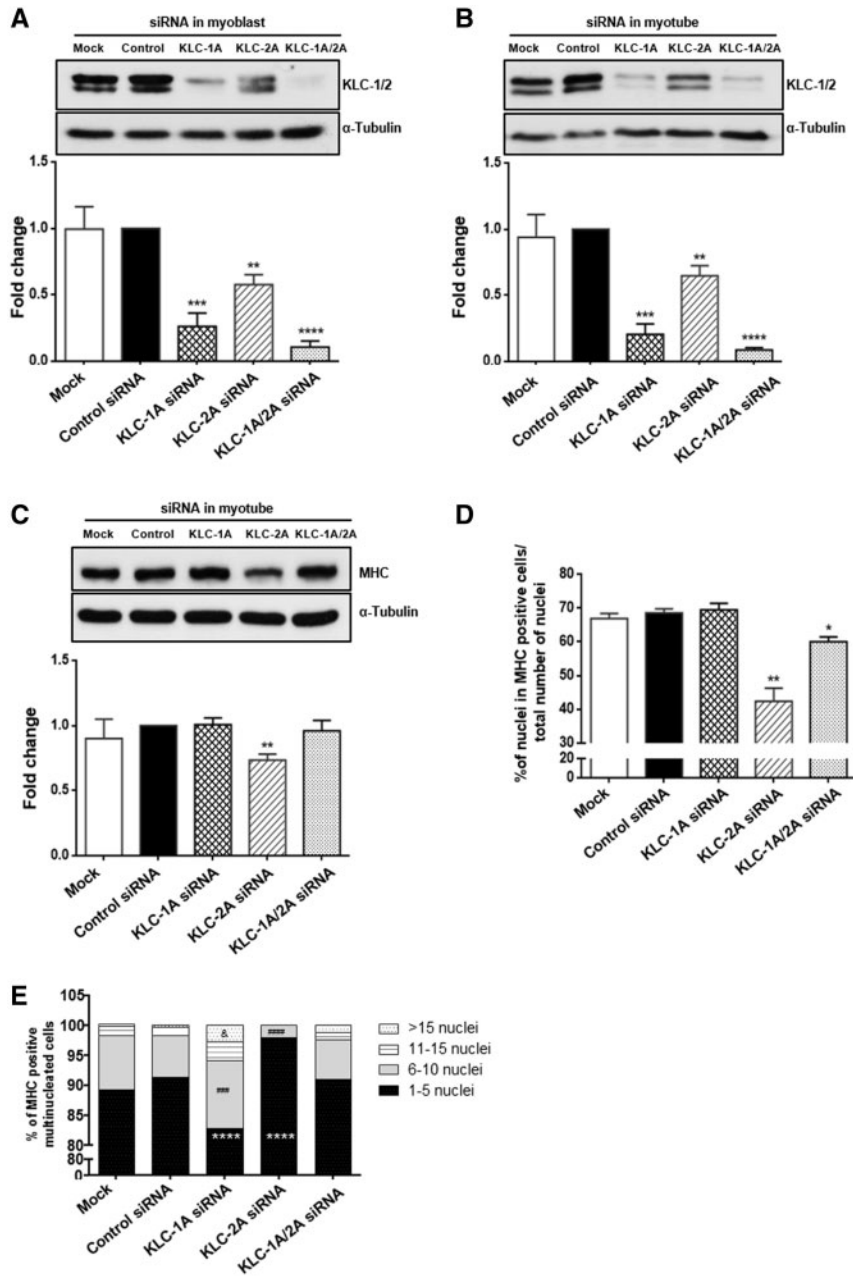 A
siRNA in myoblast
Mock Control KLC-1A KLC-2A KLC-1A/2A
KLC-1/2
α-Tubulin
Fold change
1.5
1.0
0.5
0.0
***
**
****
Mock
Control siRNA
KLC-1A siRNA
KLC-2A siRNA
KLC-1A/2A siRNA
B
siRNA in myotube
Mock Control KLC-1A KLC-2A KLC-1A/2A
KLC-1/2
α-Tubulin
Fold change
1.5
1.0
0.5
0.0
***
**
****
Mock
Control siRNA
KLC-1A siRNA
KLC-2A siRNA
KLC-1A/2A siRNA
C
siRNA in myotube
Mock Control KLC-1A KLC-2A KLC-1A/2A
MHC
α-Tubulin
Fold change
1.5
1.0
0.5
0.0
**
Mock
Control siRNA
KLC-1A siRNA
KLC-2A siRNA
KLC-1A/2A siRNA
D
%of nuclei in MHC positive cells/
total number of nuclei
80
70
60
50
40
30
20
0
**
*
Mock
Control siRNA
KLC-1A siRNA
KLC-2A siRNA
KLC-1A/2A siRNA
E
% of MHC positive
multinucleated cells
105
100
95
90
85
80
80
0
&
###
****
####
****
>15 nuclei
11-15 nuclei
6-10 nuclei
1-5 nuclei
Mock
Control siRNA
KLC-1A siRNA
KLC-2A siRNA
KLC-1A/2A siRNA